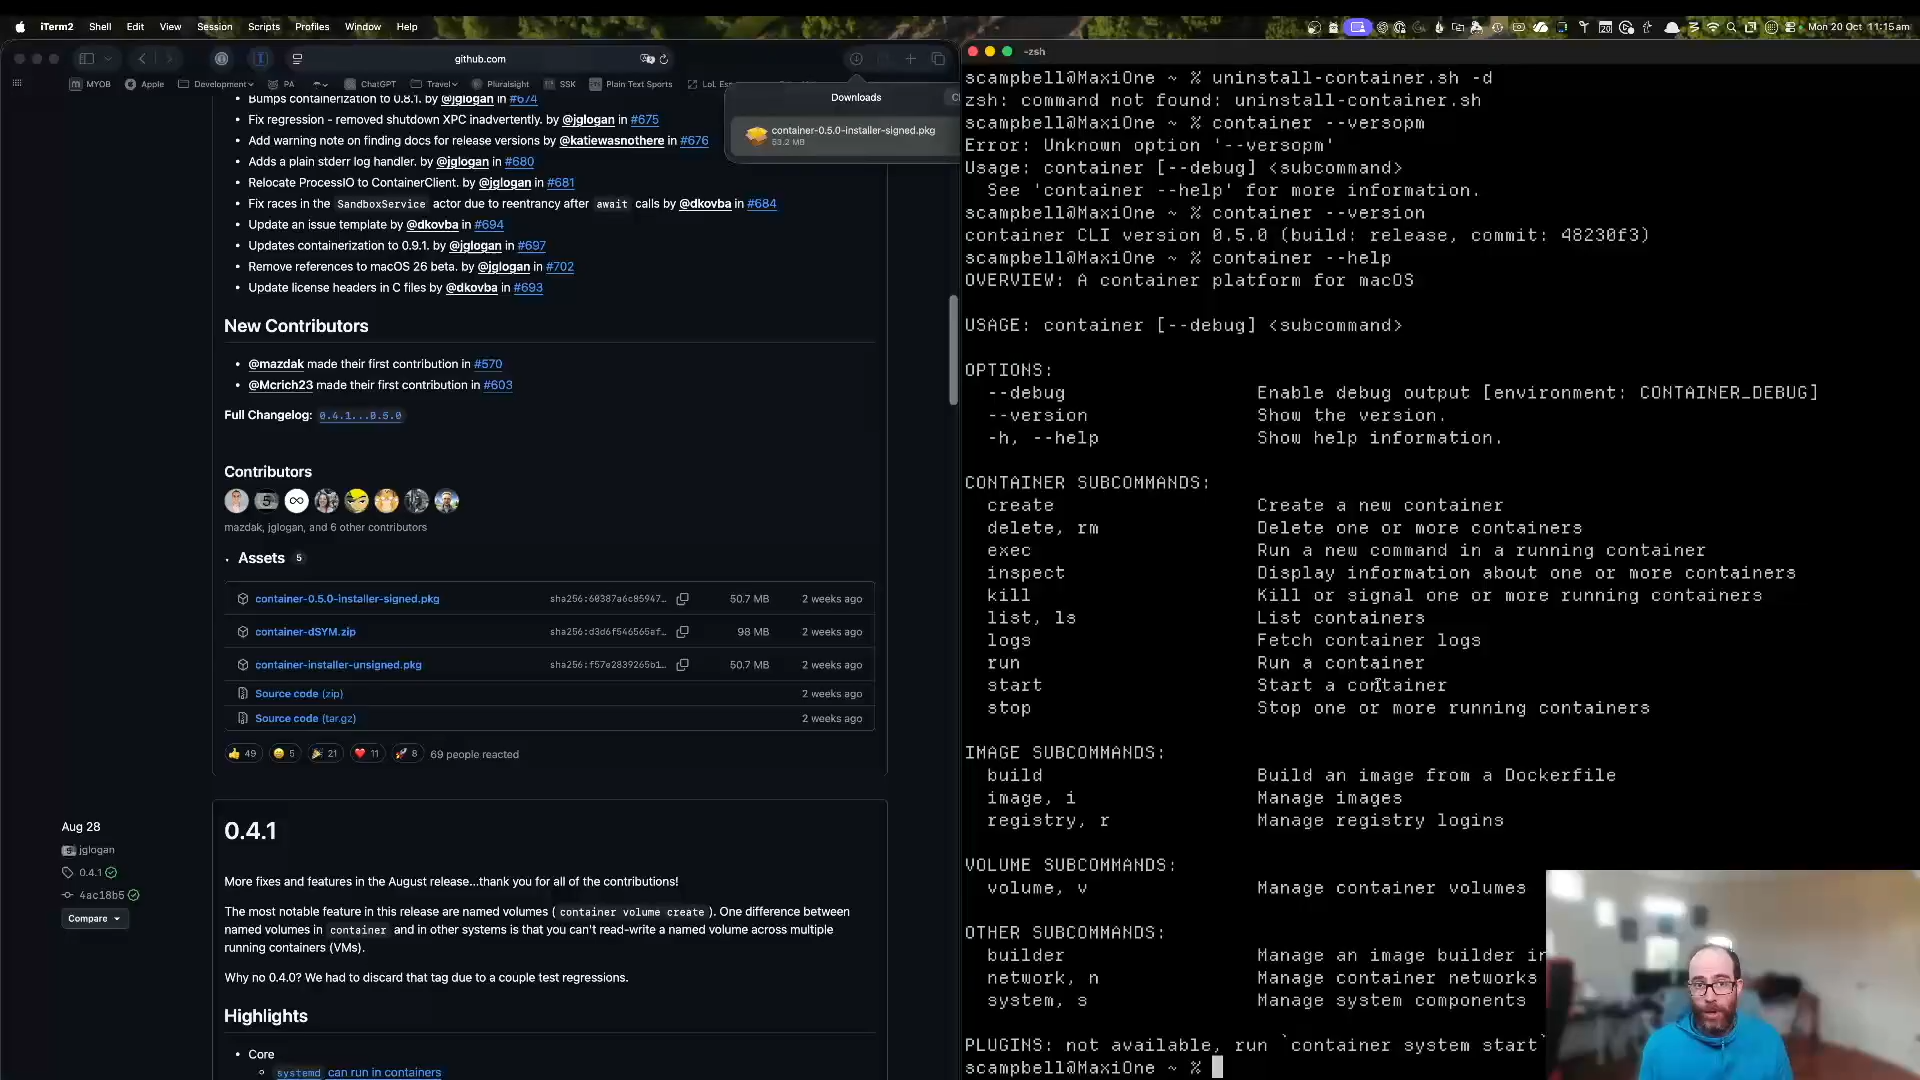 iTerm2 Shell Edit View Session Scripts Profiles Window Help
Mon 20 Oct 11:15am
github.com
MYOB Apple Development PA ChatGPT Travel Pluralsight SSK Plain Text Sports LoL Es
Downloads
container-0.5.0-installer-signed.pkg
53.2 MB
Bumps containerization to 0.8.1. by @jglogan in #674
• Fix regression - removed shutdown XPC inadvertently. by @jglogan in #675
• Add warning note on finding docs for release versions by @katiewasnothere in #676
• Adds a plain stderr log handler. by @jglogan in #680
• Relocate ProcessIO to ContainerClient. by @jglogan in #681
• Fix races in the SandboxService actor due to reentrancy after await calls by @dkovba in #684
• Update an issue template by @dkovba in #694
• Updates containerization to 0.9.1. by @jglogan in #697
• Remove references to macOS 26 beta. by @jglogan in #702
• Update license headers in C files by @dkovba in #693
New Contributors
• @mazdak made their first contribution in #570
• @Mcrich23 made their first contribution in #603
Full Changelog: 0.4.1...0.5.0
Contributors
mazdak, jglogan, and 6 other contributors
Assets 5
container-0.5.0-installer-signed.pkg sha256:60387a6c85947... 50.7 MB 2 weeks ago
container-dSYM.zip sha256:d3d6f546565af... 98 MB 2 weeks ago
container-installer-unsigned.pkg sha256:f57e2839265b1... 50.7 MB 2 weeks ago
Source code (zip) 2 weeks ago
Source code (tar.gz) 2 weeks ago
49 5 21 11 8 69 people reacted
Aug 28
jglogan
0.4.1
4ac18b5
Compare
0.4.1
More fixes and features in the August release...thank you for all of the contributions!
The most notable feature in this release are named volumes ( container volume create ). One difference between
named volumes in container and in other systems is that you can't read-write a named volume across multiple
running containers (VMs).
Why no 0.4.0? We had to discard that tag due to a couple test regressions.
Highlights
• Core
systemd can run in containers
-zsh
scampbell@MaxiOne ~ % uninstall-container.sh -d
zsh: command not found: uninstall-container.sh
scampbell@MaxiOne ~ % container --versopm
Error: Unknown option '--versopm'
Usage: container [--debug] <subcommand>
See 'container --help' for more information.
scampbell@MaxiOne ~ % container --version
container CLI version 0.5.0 (build: release, commit: 48230f3)
scampbell@MaxiOne ~ % container --help
OVERVIEW: A container platform for macOS
USAGE: container [--debug] <subcommand>
OPTIONS:
--debug Enable debug output [environment: CONTAINER_DEBUG]
--version Show the version.
-h, --help Show help information.
CONTAINER SUBCOMMANDS:
create Create a new container
delete, rm Delete one or more containers
exec Run a new command in a running container
inspect Display information about one or more containers
kill Kill or signal one or more running containers
list, ls List containers
logs Fetch container logs
run Run a container
start Start a container
stop Stop one or more running containers
IMAGE SUBCOMMANDS:
build Build an image from a Dockerfile
image, i Manage images
registry, r Manage registry logins
VOLUME SUBCOMMANDS:
volume, v Manage container volumes
OTHER SUBCOMMANDS:
builder Manage an image builder in
network, n Manage container networks
system, s Manage system components
PLUGINS: not available, run `container system start`
scampbell@MaxiOne ~ %